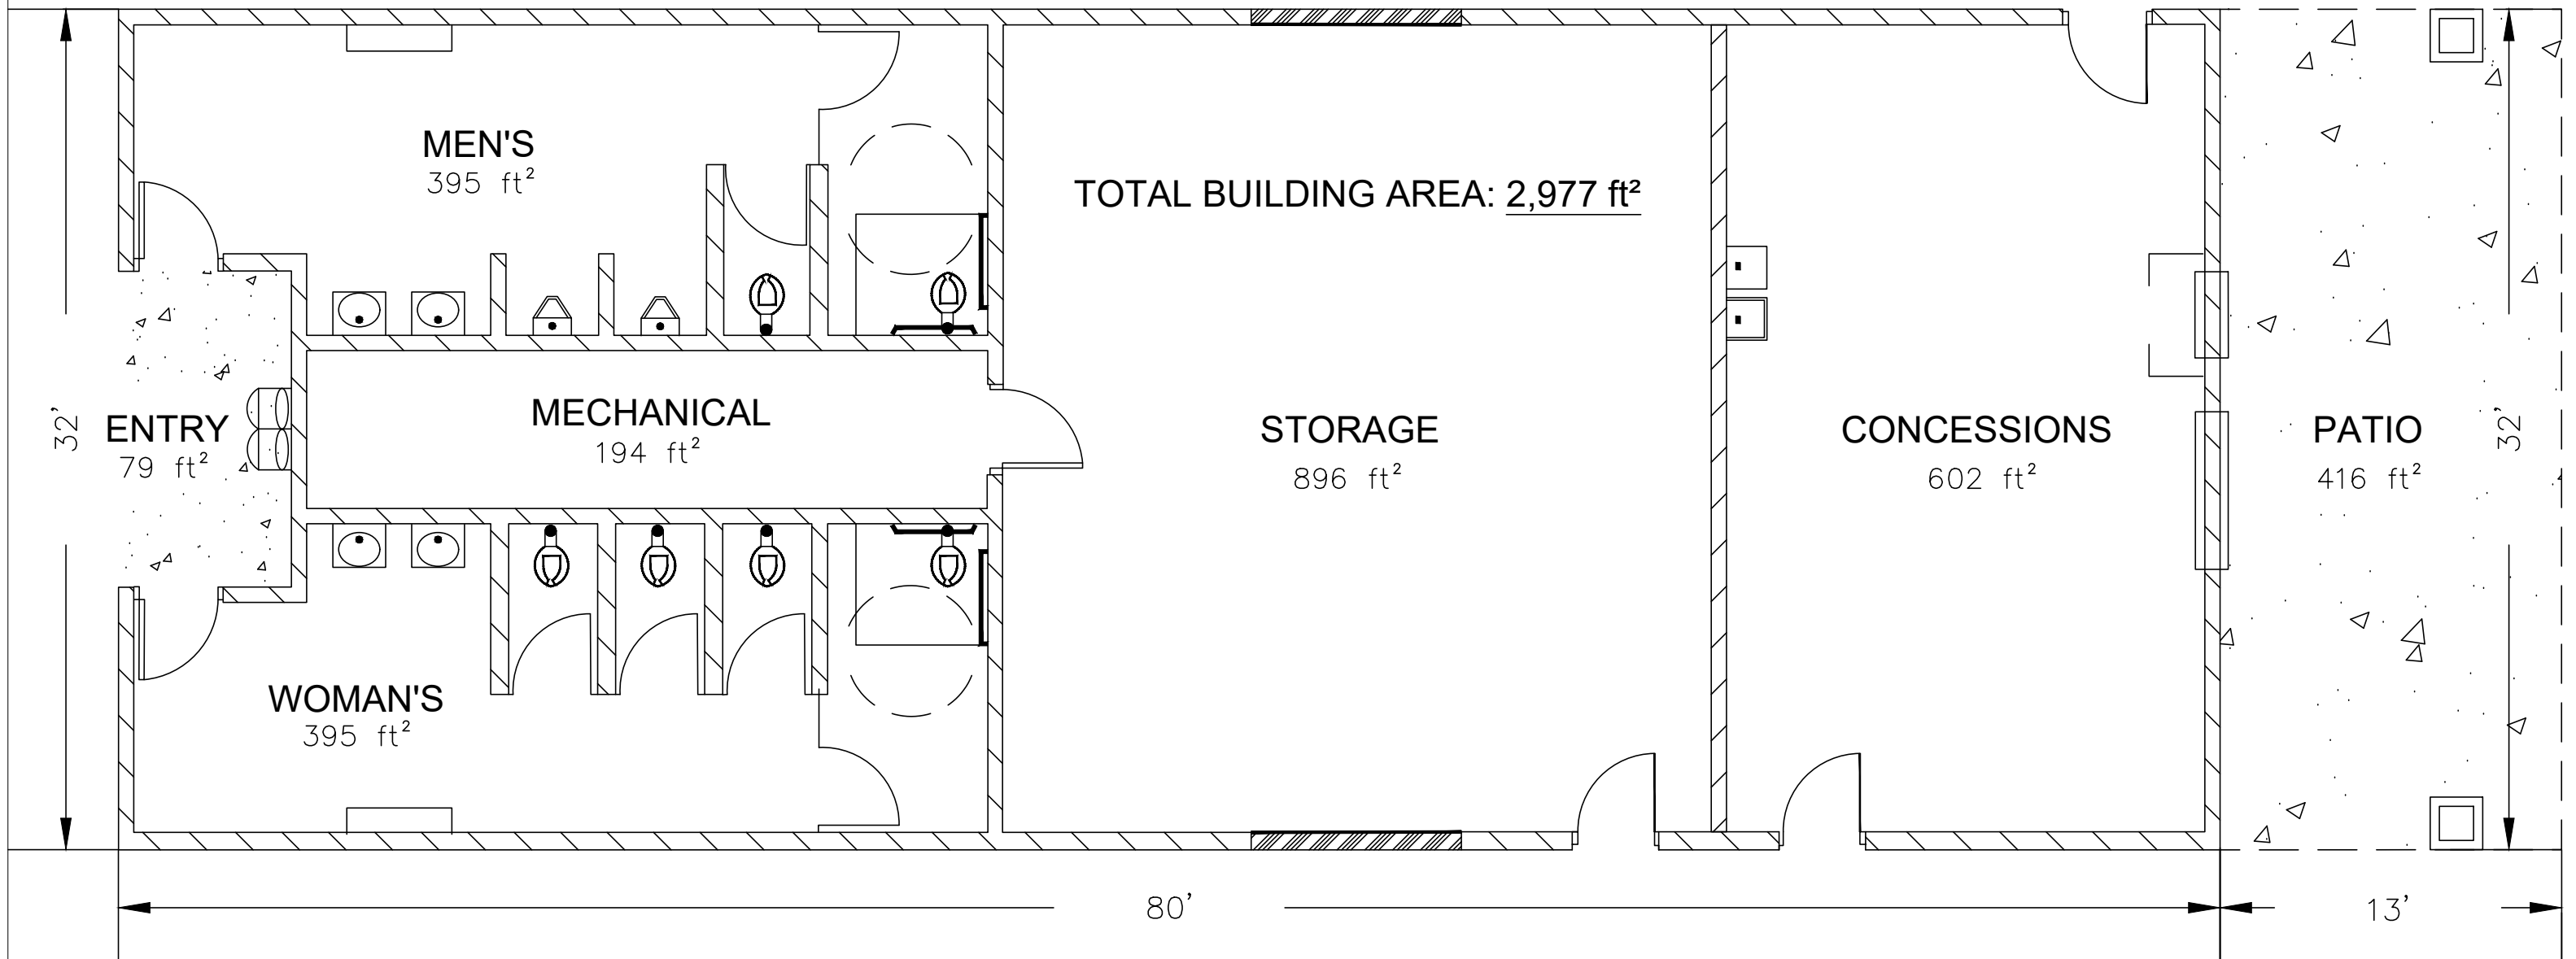 MEN'S
395 ft²
TOTAL BUILDING AREA: 2,977 ft²
32'
ENTRY
79 ft²
MECHANICAL
194 ft²
STORAGE
896 ft²
CONCESSIONS
602 ft²
PATIO
416 ft²
32'
WOMAN'S
395 ft²
80'
13'